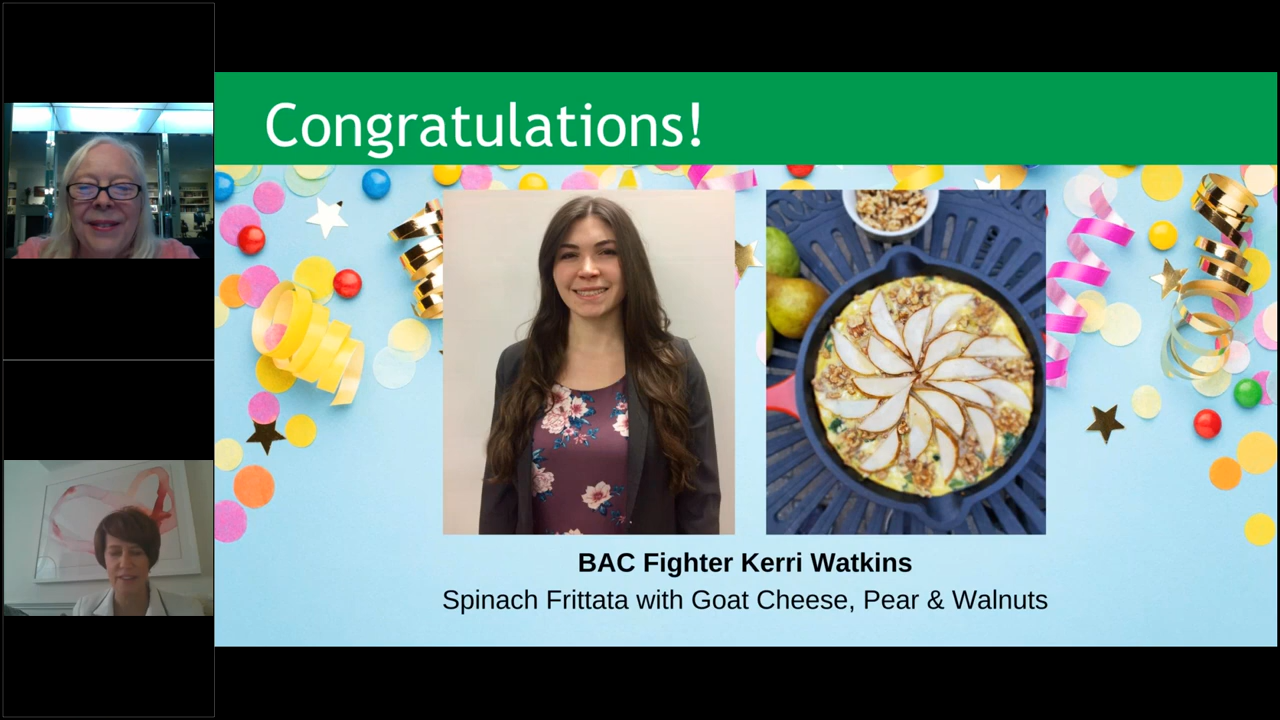 Congratulations!
BAC Fighter Kerri Watkins
Spinach Frittata with Goat Cheese, Pear & Walnuts